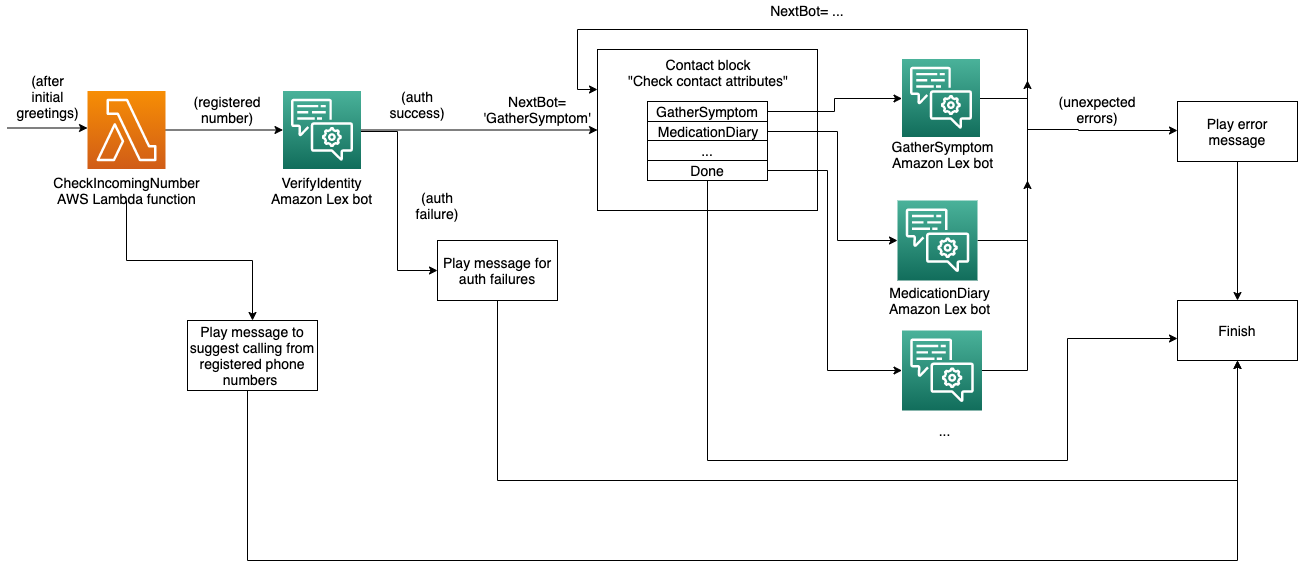 NextBot= ...
(after
initial
greetings)
CheckIncomingNumber
AWS Lambda function
(registered
number)
VerifyIdentity
Amazon Lex bot
(auth
success)
NextBot=
'GatherSymptom'
(auth
failure)
Play message for
auth failures
Play message to
suggest calling from
registered phone
numbers
Contact block
"Check contact attributes"
GatherSymptom
MedicationDiary
...
Done
GatherSymptom
Amazon Lex bot
MedicationDiary
Amazon Lex bot
...
(unexpected
errors)
Play error
message
Finish